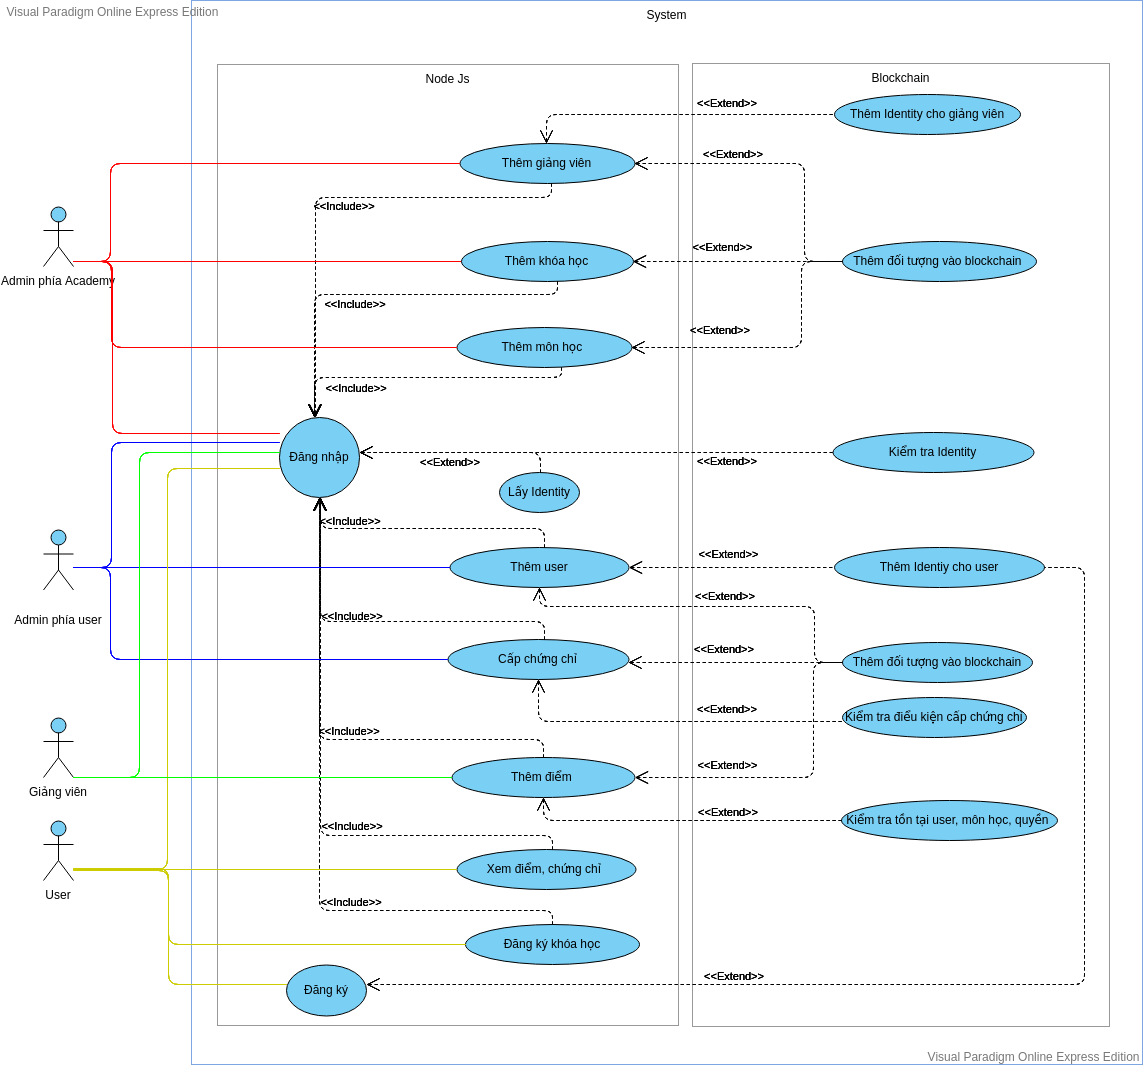 Visual Paradigm Online Express Edition
System
Node Js
Blockchain
<<Extend>>
Thêm Identity cho giảng viên
<<Extend>>
Thêm giảng viên
<<Include>>
Admin phía Academy
<<Extend>>
Thêm khóa học
Thêm đối tượng vào blockchain
<<Include>>
<<Extend>>
Thêm môn học
<<Include>>
Đăng nhập
<<Extend>>
<<Extend>>
Kiểm tra Identity
Lấy Identity
<<Include>>
<<Extend>>
Thêm user
Thêm Identiy cho user
<<Extend>>
Admin phía user
<<Include>>
<<Extend>>
Cấp chứng chỉ
Thêm đối tượng vào blockchain
<<Extend>>
Kiểm tra điều kiện cấp chứng chỉ
<<Include>>
<<Extend>>
Thêm điểm
Giảng viên
<<Extend>>
Kiểm tra tồn tại user, môn học, quyền
<<Include>>
Xem điểm, chứng chỉ
User
<<Include>>
Đăng ký khóa học
<<Extend>>
Đăng ký
Visual Paradigm Online Express Edition